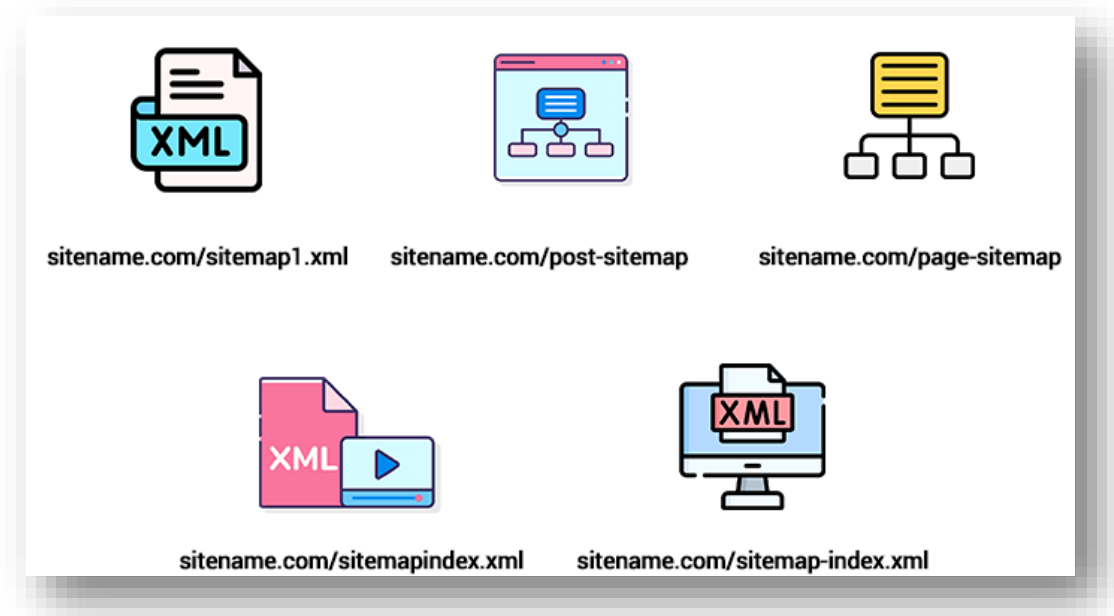 XML
sitename.com/sitemap1.xml
sitename.com/post-sitemap
sitename.com/page-sitemap
XML
XML
sitename.com/sitemapindex.xml
sitename.com/sitemap-index.xml